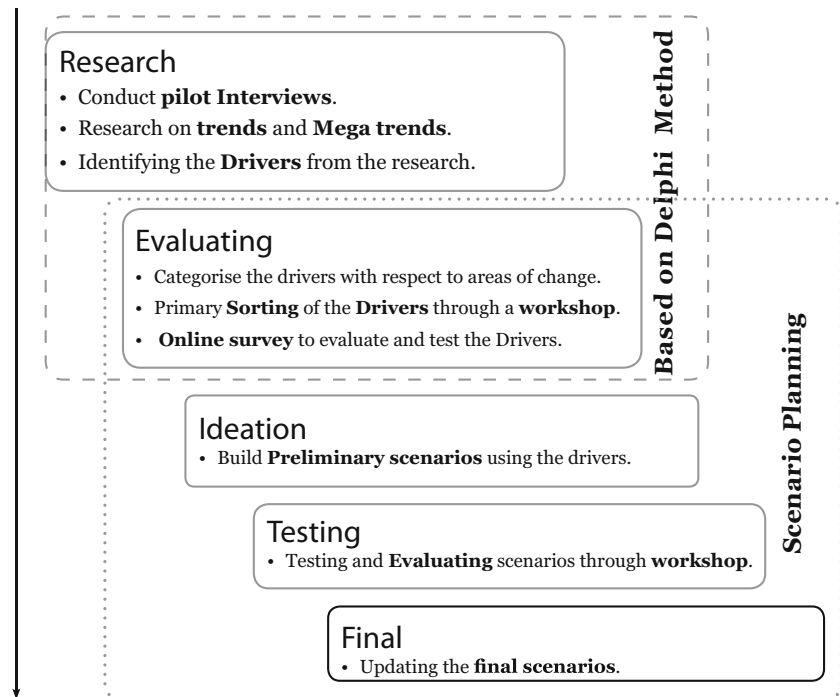 Research
• Conduct pilot Interviews.
• Research on trends and Mega trends.
• Identifying the Drivers from the research.
Based on Delphi Method
Evaluating
• Categorise the drivers with respect to areas of change.
• Primary Sorting of the Drivers through a workshop.
• Online survey to evaluate and test the Drivers.
Scenario Planning
Ideation
• Build Preliminary scenarios using the drivers.
Testing
• Testing and Evaluating scenarios through workshop.
Final
• Updating the final scenarios.